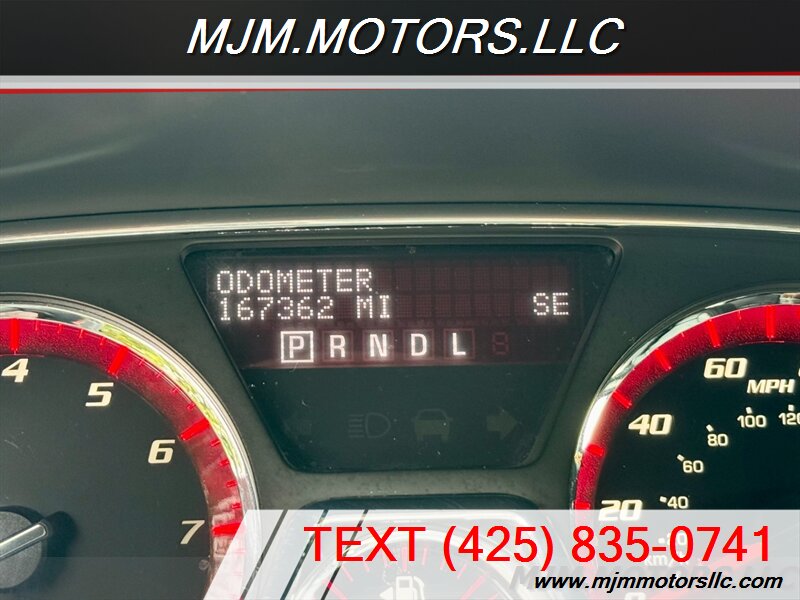 MJM.MOTORS.LLC
ODOMETER
167362 MI SE
P R N D L
4
5
6
7
60
MPH
40
20
100
120
80
60
40
TEXT (425) 835-0741
www.mjmmotorsllc.com